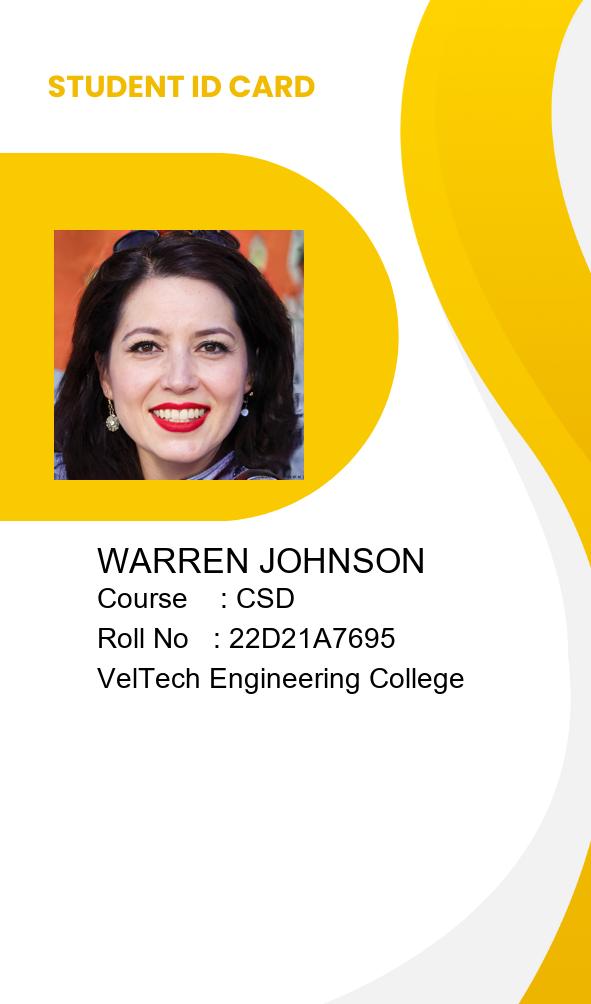 STUDENT ID CARD
WARREN JOHNSON
Course : CSD
Roll No : 22D21A7695
VelTech Engineering College